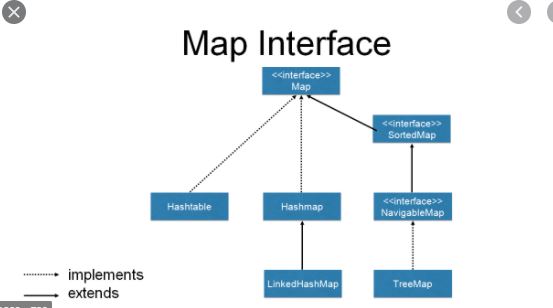 Map Interface
<<interface>>
Map
<<interface>>
SortedMap
Hashtable
Hashmap
<<interface>>
NavigableMap
LinkedHashMap
TreeMap
implements
extends